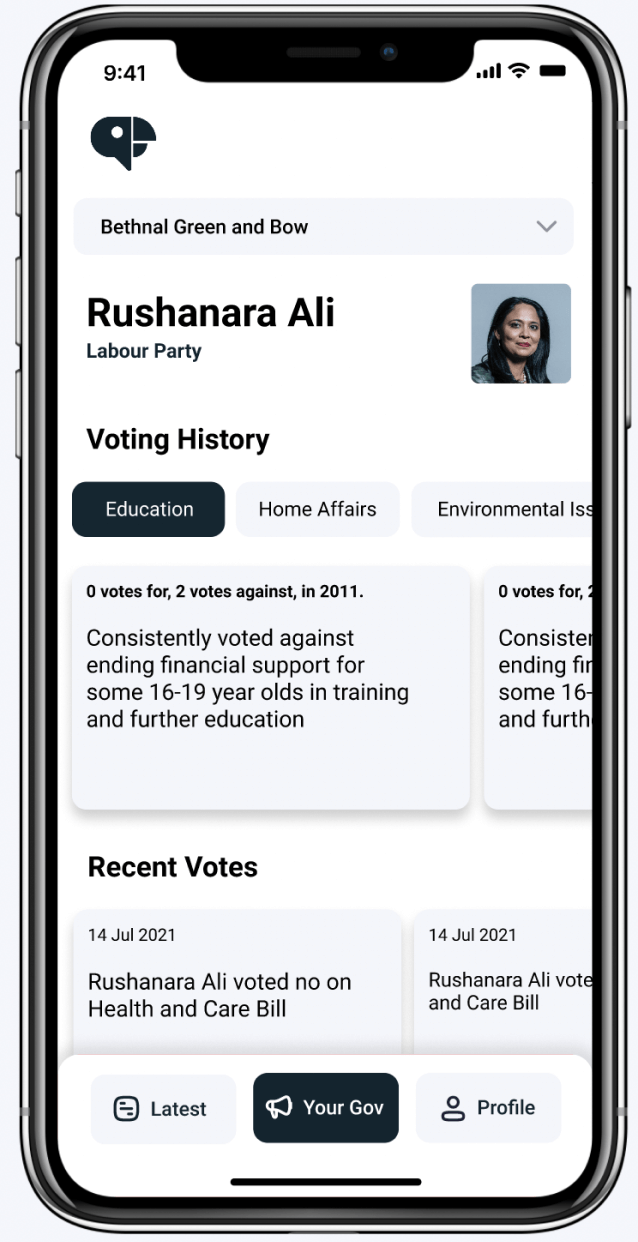 9:41
Bethnal Green and Bow
Rushanara Ali
Labour Party
Voting History
Education
Home Affairs
Environmental Iss
0 votes for, 2 votes against, in 2011.
Consistently voted against
ending financial support for
some 16-19 year olds in training
and further education
0 votes for, 2
Consister
ending fir
some 16-
and furth
Recent Votes
14 Jul 2021
Rushanara Ali voted no on
Health and Care Bill
14 Jul 2021
Rushanara Ali vote
and Care Bill
Latest
Your Gov
Profile